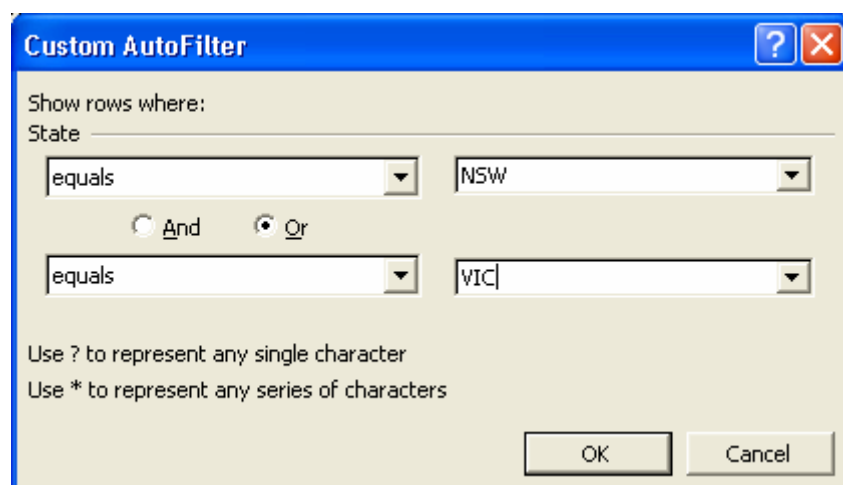 Custom AutoFilter ?
Show rows where:
State
equals NSW
And Or
equals VIC
Use ? to represent any single character
Use * to represent any series of characters
OK Cancel